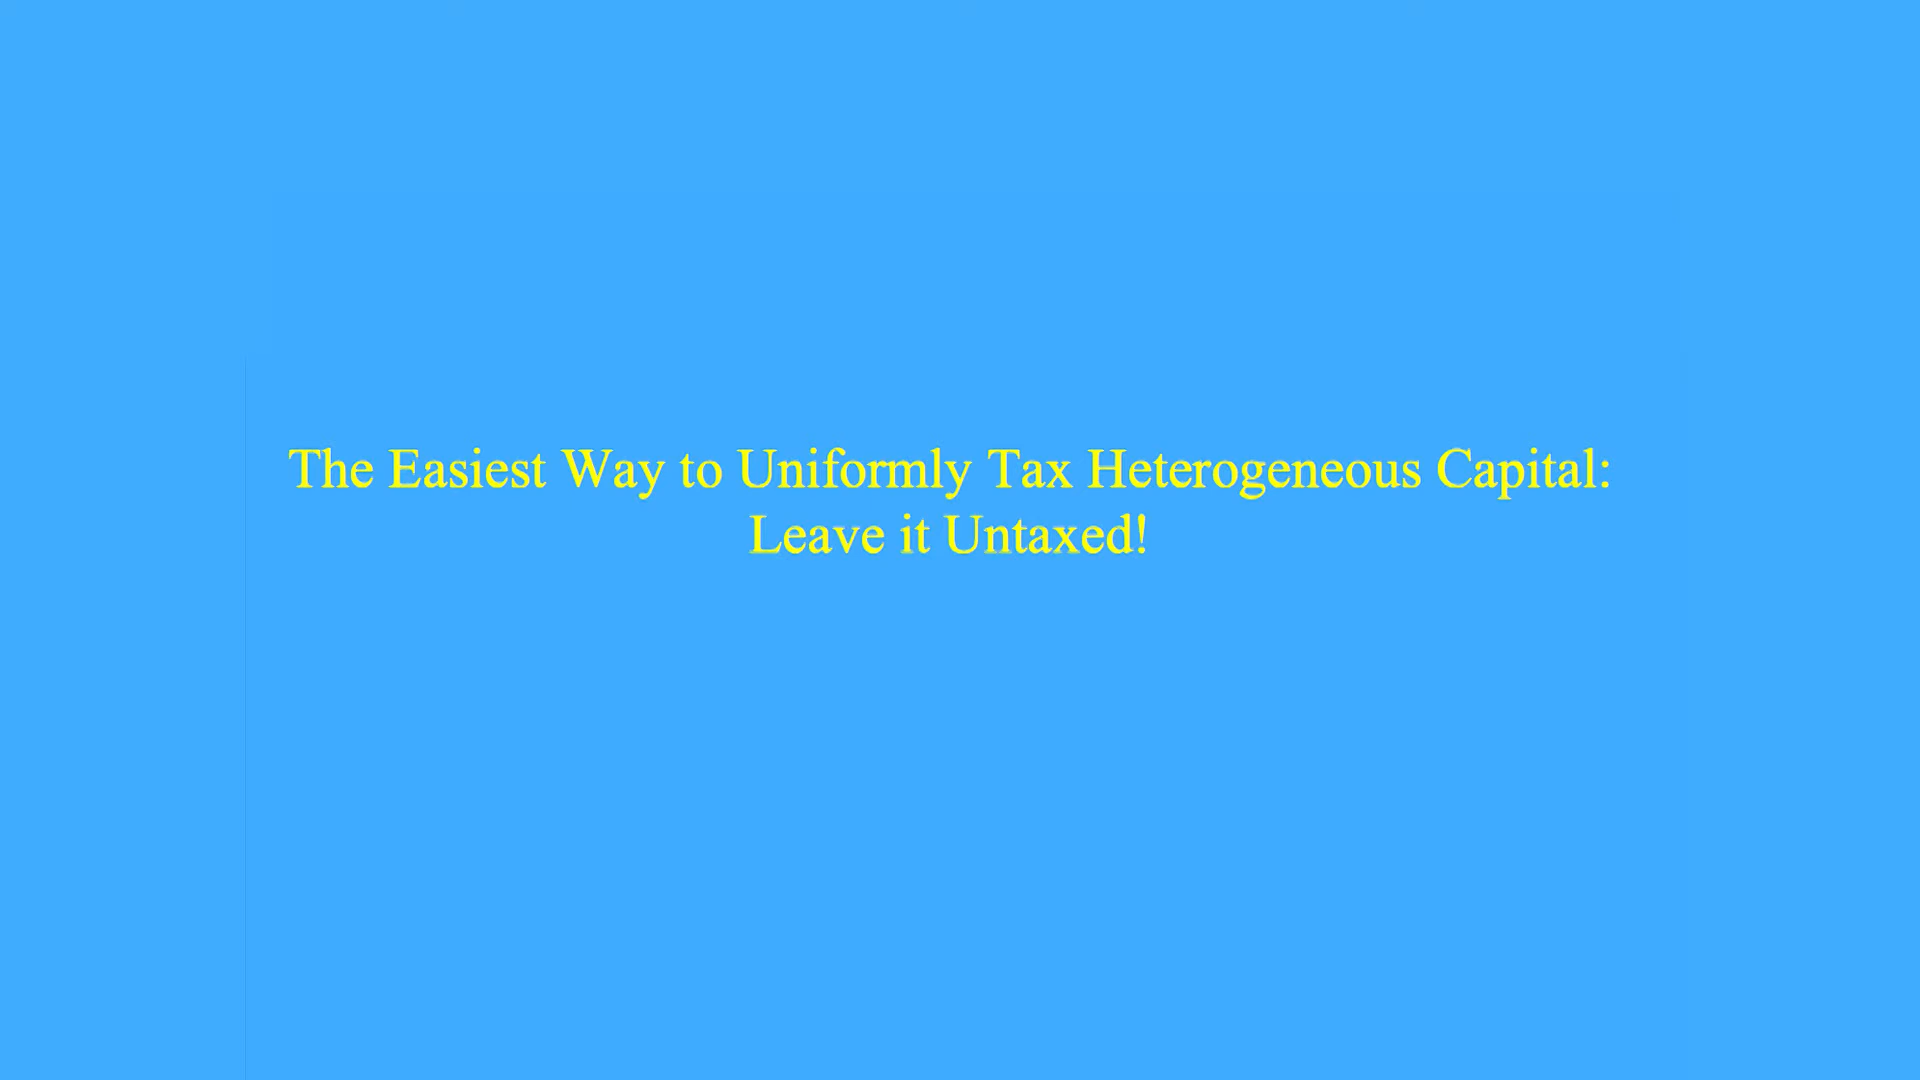 The Easiest Way to Uniformly Tax Heterogeneous Capital:
Leave it Untaxed!